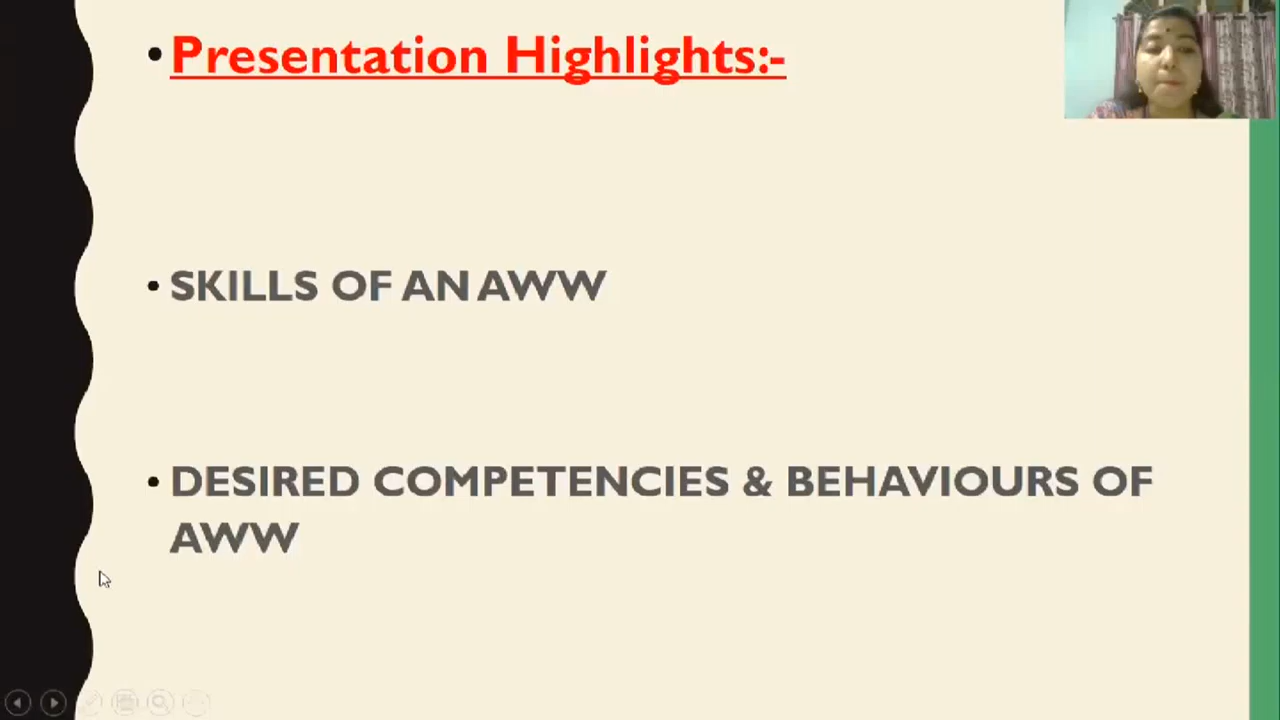 • Presentation Highlights:-
• SKILLS OF AN AWW
• DESIRED COMPETENCIES & BEHAVIOURS OF
AWW